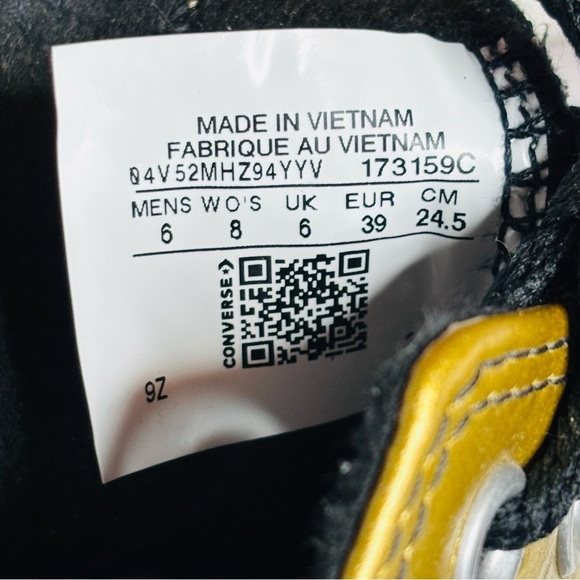 MADE IN VIETNAM
FABRIQUE AU VIETNAM
04V52MHZ94YYV 173159C
MENS WO'S UK EUR CM
6 8 6 39 24.5
CONVERSE
9Z